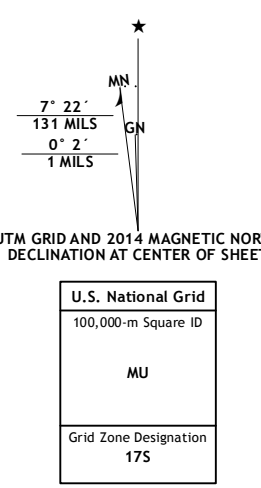 ★
MN
7° 22´
131 MILS
GN
0° 2´
1 MILS
UTM GRID AND 2014 MAGNETIC NOR
DECLINATION AT CENTER OF SHEET
U.S. National Grid
100,000-m Square ID
MU
Grid Zone Designation
17S